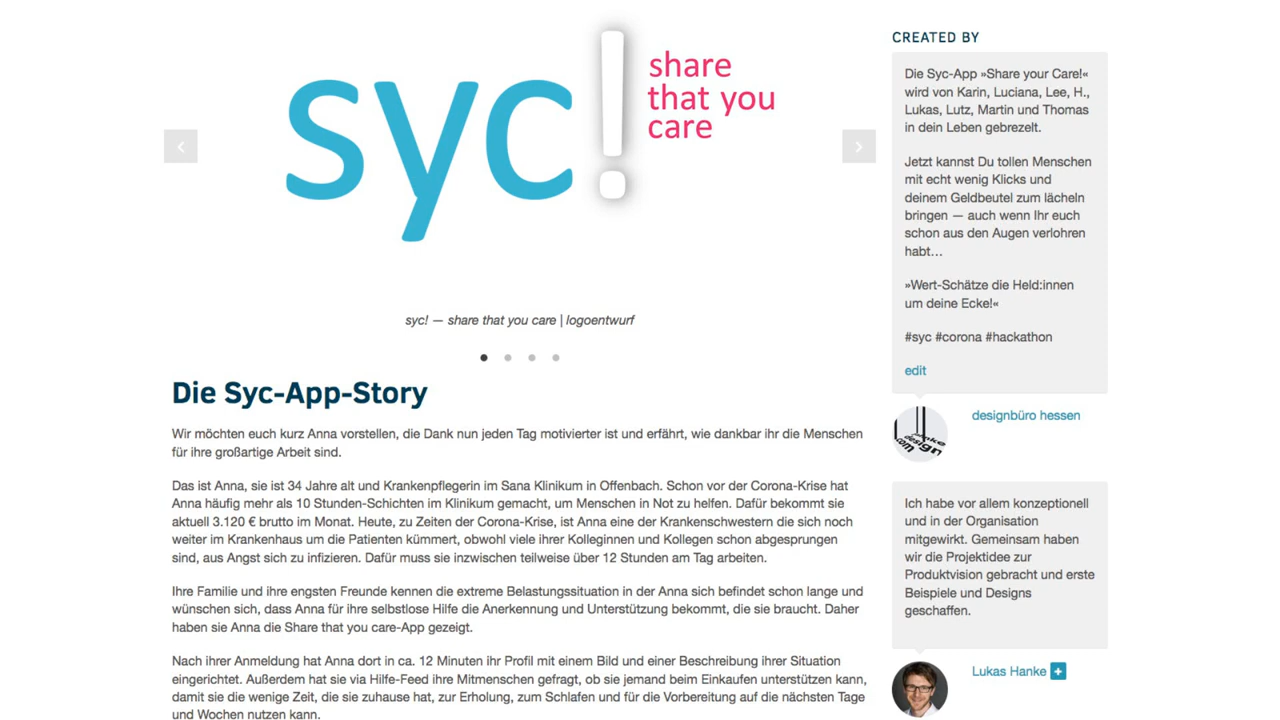 syc!
share
that you
care
syc! — share that you care | logoentwurf
Die Syc-App-Story
Wir möchten euch kurz Anna vorstellen, die Dank nun jeden Tag motivierter ist und erfährt, wie dankbar ihr die Menschen
für ihre großartige Arbeit sind.
Das ist Anna, sie ist 34 Jahre alt und Krankenpflegerin im Sana Klinikum in Offenbach. Schon vor der Corona-Krise hat
Anna häufig mehr als 10 Stunden-Schichten im Klinikum gemacht, um Menschen in Not zu helfen. Dafür bekommt sie
aktuell 3.120 € brutto im Monat. Heute, zu Zeiten der Corona-Krise, ist Anna eine der Krankenschwestern die sich noch
weiter im Krankenhaus um die Patienten kümmert, obwohl viele ihrer Kolleginnen und Kollegen schon abgesprungen
sind, aus Angst sich zu infizieren. Dafür muss sie inzwischen teilweise über 12 Stunden am Tag arbeiten.
Ihre Familie und ihre engsten Freunde kennen die extreme Belastungssituation in der Anna sich befindet schon lange und
wünschen sich, dass Anna für ihre selbstlose Hilfe die Anerkennung und Unterstützung bekommt, die sie braucht. Daher
haben sie Anna die Share that you care-App gezeigt.
Nach ihrer Anmeldung hat Anna dort in ca. 12 Minuten ihr Profil mit einem Bild und einer Beschreibung ihrer Situation
eingerichtet. Außerdem hat sie via Hilfe-Feed ihre Mitmenschen gefragt, ob sie jemand beim Einkaufen unterstützen kann,
damit sie die wenige Zeit, die sie zuhause hat, zur Erholung, zum Schlafen und für die Vorbereitung auf die nächsten Tage
und Wochen nutzen kann.
CREATED BY
Die Syc-App »Share your Care!«
wird von Karin, Luciana, Lee, H.,
Lukas, Lutz, Martin und Thomas
in dein Leben gebrezelt.
Jetzt kannst Du tollen Menschen
mit echt wenig Klicks und
deinem Geldbeutel zum lächeln
bringen — auch wenn Ihr euch
schon aus den Augen verlohren
habt…
»Wert-Schätze die Held:innen
um deine Ecke!«
#syc #corona #hackathon
edit
designbüro hessen
Ich habe vor allem konzeptionell
und in der Organisation
mitgewirkt. Gemeinsam haben
wir die Projektidee zur
Produktvision gebracht und erste
Beispiele und Designs
geschaffen.
Lukas Hanke